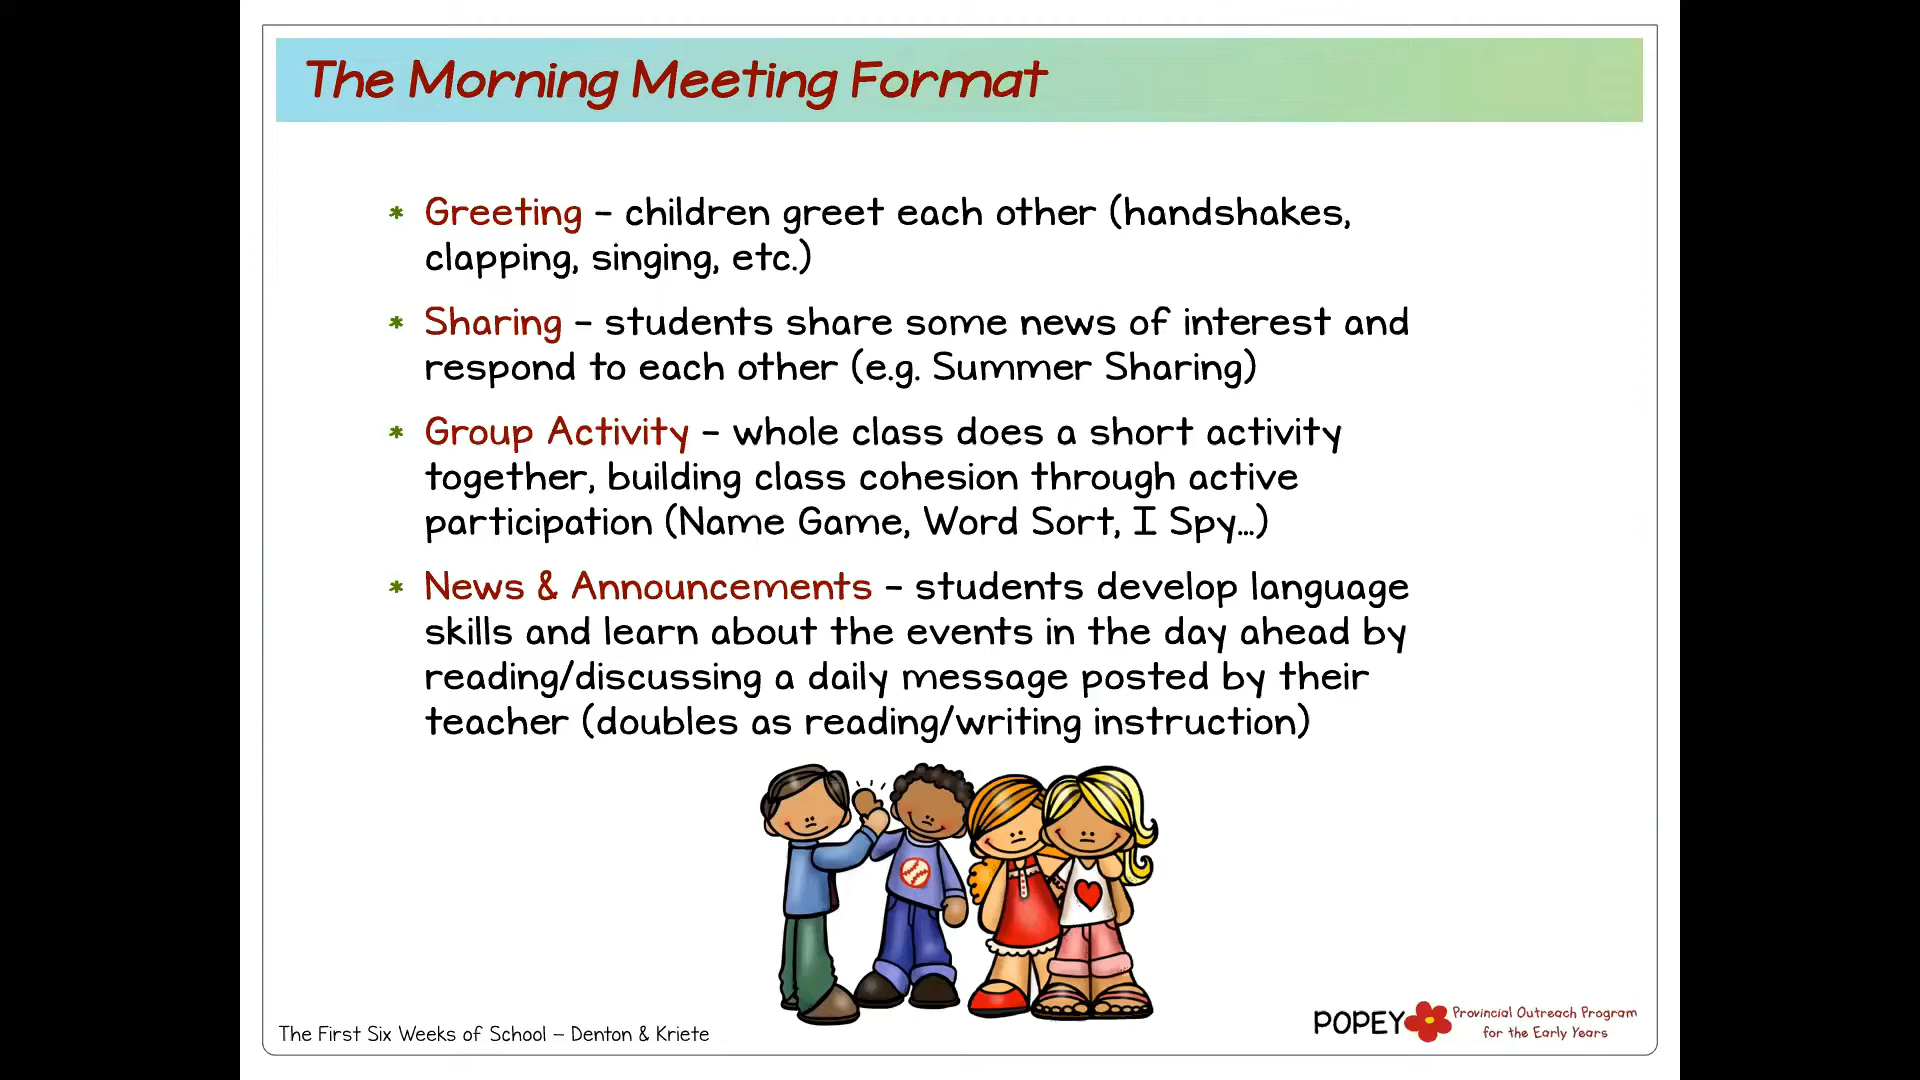 The Morning Meeting Format
* Greeting – children greet each other (handshakes,
clapping, singing, etc.)
* Sharing – students share some news of interest and
respond to each other (e.g. Summer Sharing)
* Group Activity – whole class does a short activity
together, building class cohesion through active
participation (Name Game, Word Sort, I Spy...)
* News & Announcements – students develop language
skills and learn about the events in the day ahead by
reading/discussing a daily message posted by their
teacher (doubles as reading/writing instruction)
The First Six Weeks of School – Denton & Kriete
POPEY
Provincial Outreach Program
for the Early Years